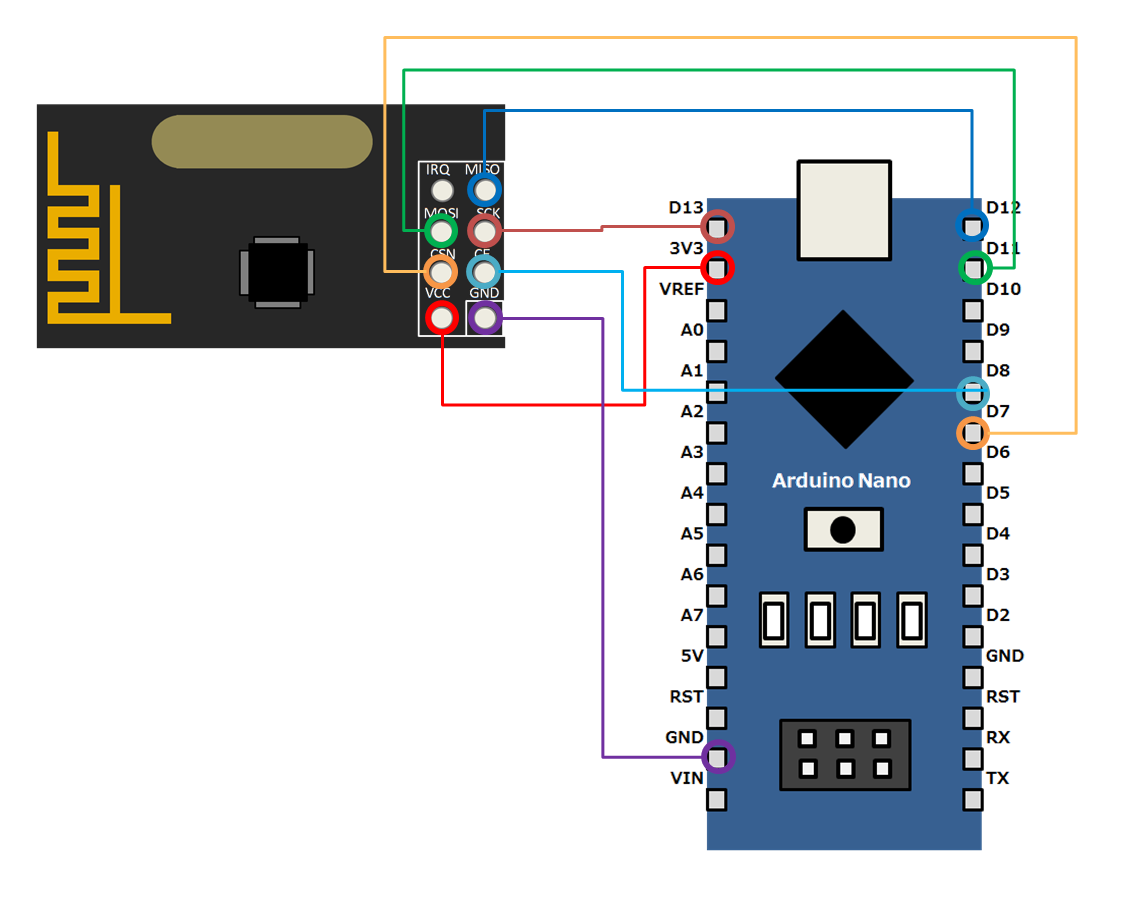 IRQ MISO
MOSI SCK
CSN CE
VCC GND
D13
3V3
VREF
A0
A1
A2
A3
A4
A5
A6
A7
5V
RST
GND
VIN
Arduino Nano
D12
D11
D10
D9
D8
D7
D6
D5
D4
D3
D2
GND
RST
RX
TX